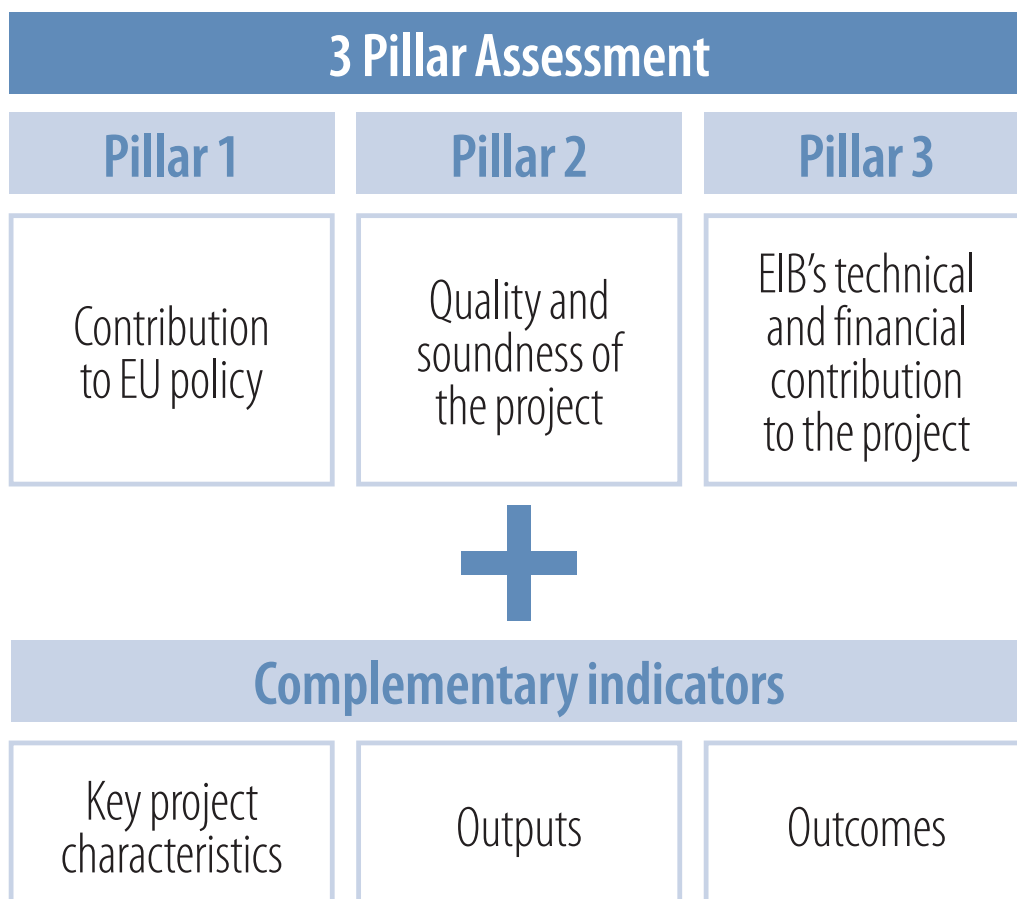 3 Pillar Assessment
Pillar 1
Pillar 2
Pillar 3
Contribution
to EU policy
Quality and
soundness of
the project
EIB’s technical
and financial
contribution
to the project
Complementary indicators
Key project
characteristics
Outputs
Outcomes